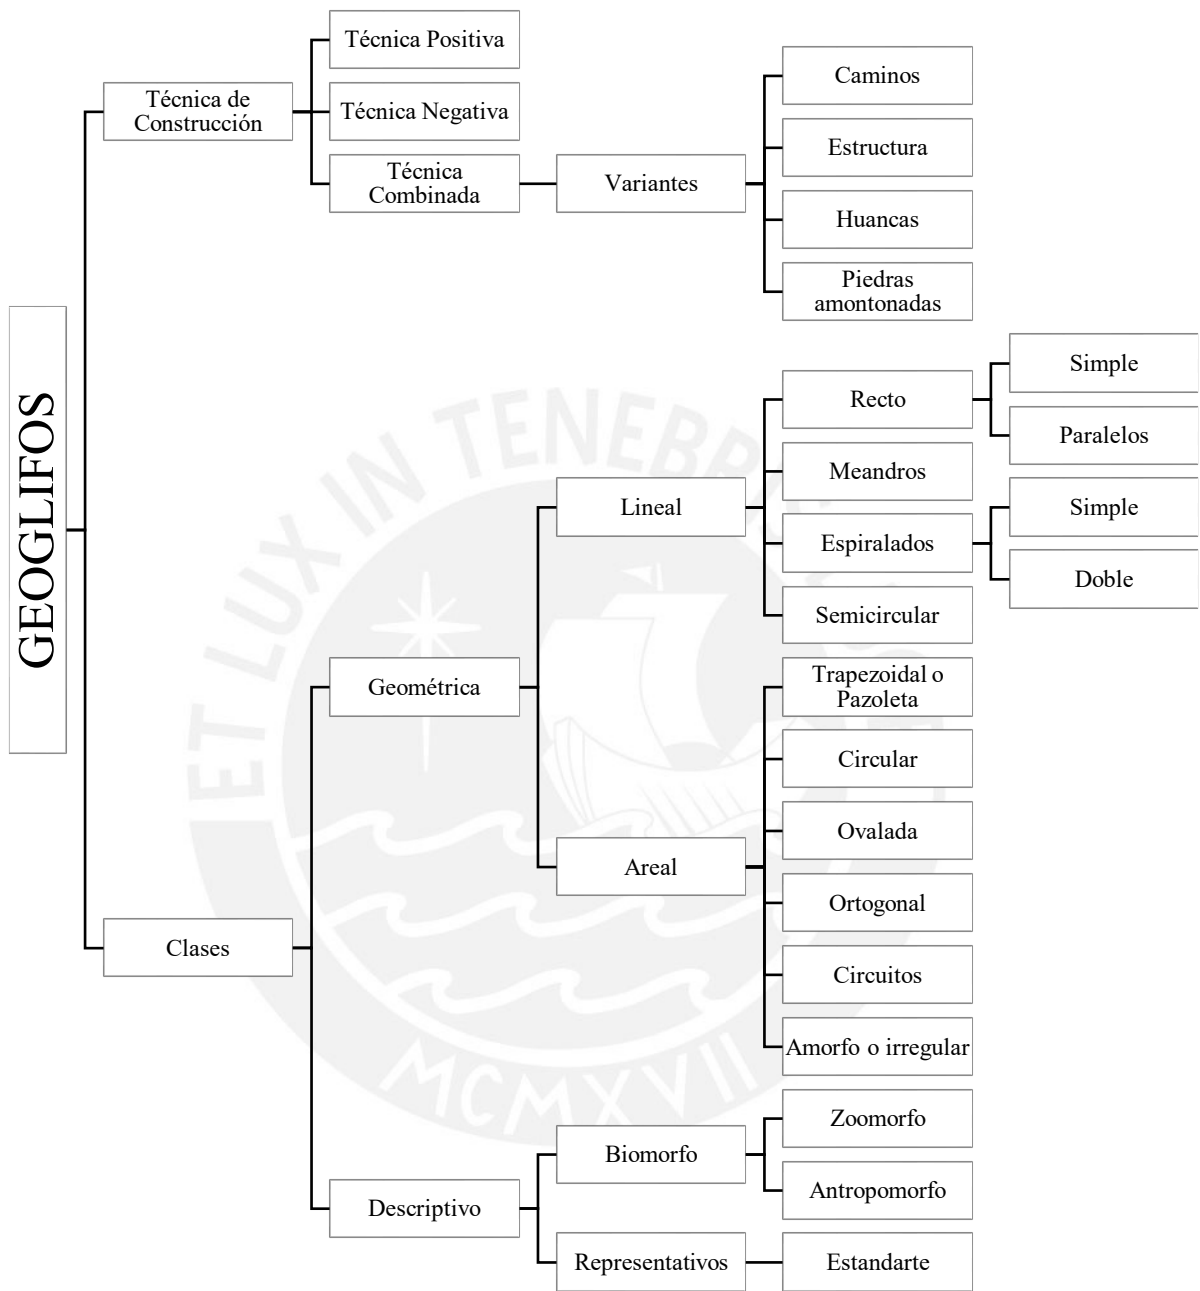 GEOGLIFOS
Técnica de
Construcción
Técnica Positiva
Técnica Negativa
Técnica
Combinada
Variantes
Caminos
Estructura
Huancas
Piedras
amontonadas
Clases
Geométrica
Lineal
Recto
Simple
Paralelos
Meandros
Espiralados
Simple
Doble
Semicircular
Areal
Trapezoidal o
Pazoleta
Circular
Ovalada
Ortogonal
Circuitos
Amorfo o irregular
Descriptivo
Biomorfo
Zoomorfo
Antropomorfo
Representativos
Estandarte
ET LUX IN TENEBR
MCMXVII